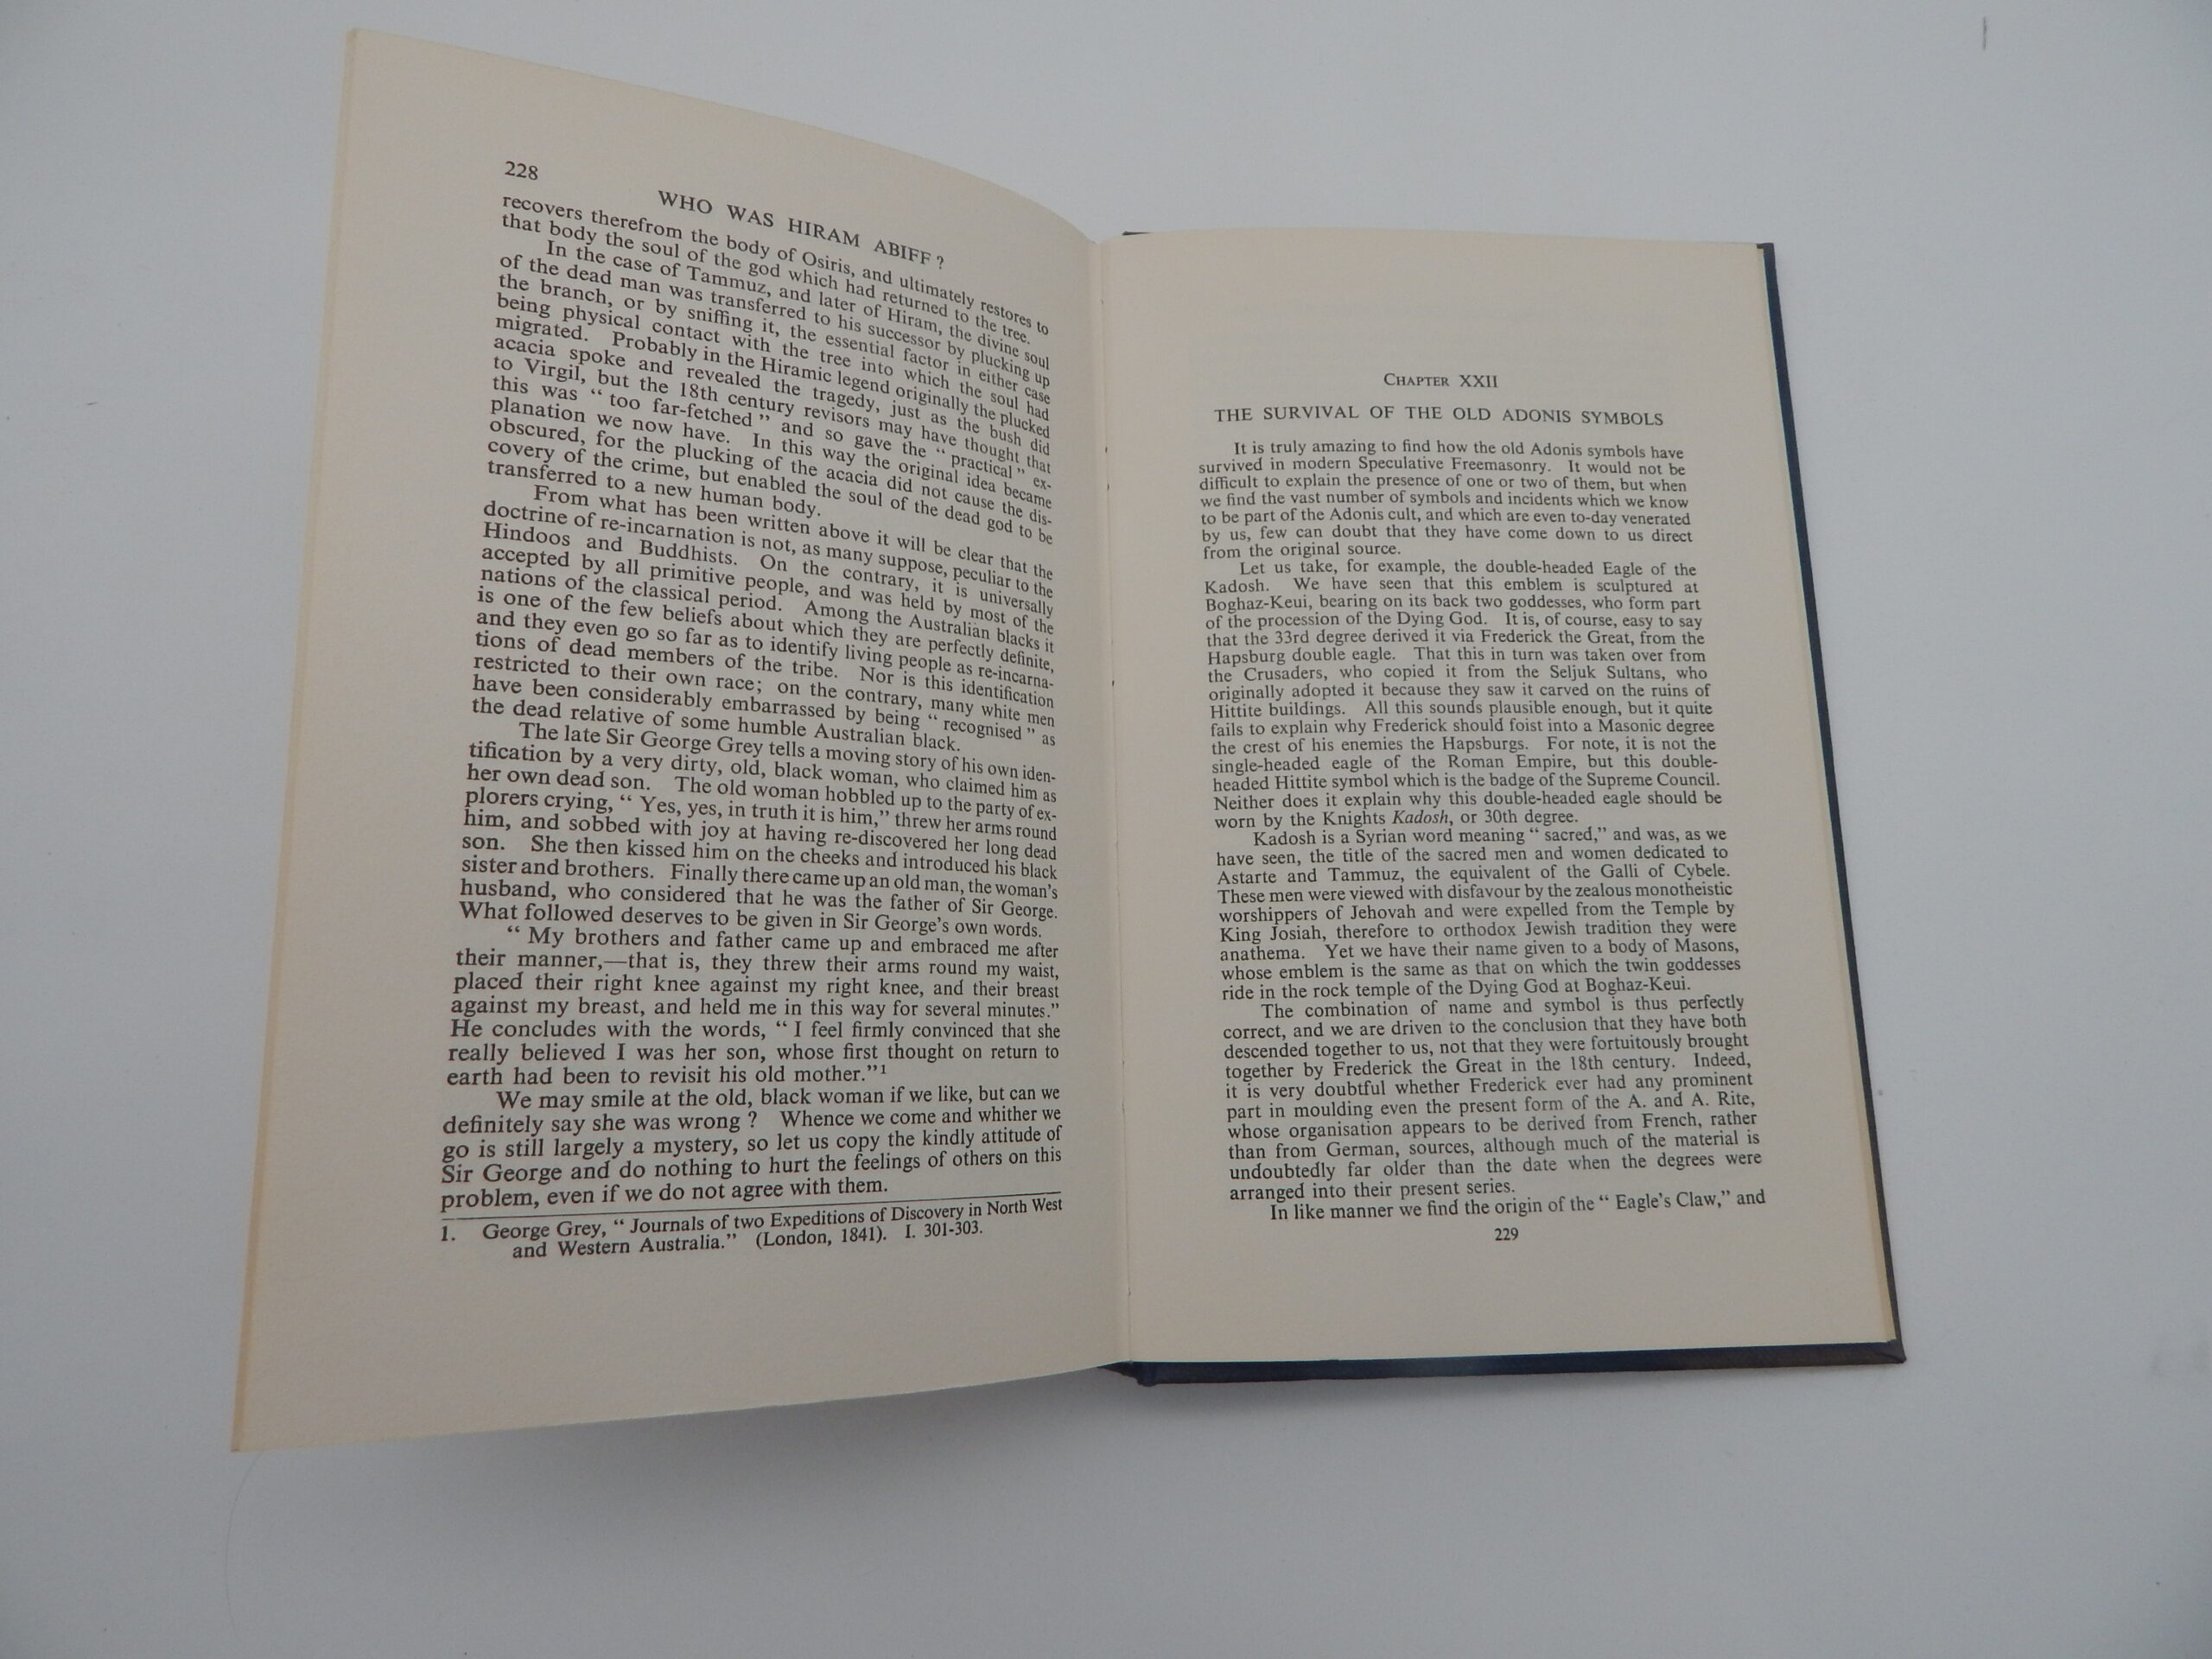 228
WHO WAS HIRAM ABIFF ?
recovers therefrom the body of Osiris, and ultimately restores to
that body the soul of the god which had returned to the tree.
In the case of Tammuz, and later of Hiram, the divine soul
of the dead man was transferred to his successor by plucking up
the branch, or by sniffing it, the essential factor in either case
being physical contact with the tree into which the soul had
migrated. Probably in the Hiramic legend originally the plucked
acacia spoke and revealed the tragedy, just as the bush did
to Virgil, but the 18th century revisors may have thought that
this was “ too far-fetched ” and so gave the “ practical ” ex-
planation we now have. In this way the original idea became
obscured, for the plucking of the acacia did not cause the dis-
covery of the crime, but enabled the soul of the dead god to be
transferred to a new human body.
From what has been written above it will be clear that the
doctrine of re-incarnation is not, as many suppose, peculiar to the
Hindoos and Buddhists. On the contrary, it is universally
accepted by all primitive people, and was held by most of the
nations of the classical period. Among the Australian blacks it
is one of the few beliefs about which they are perfectly definite,
and they even go so far as to identify living people as re-incarna-
tions of dead members of the tribe. Nor is this identification
restricted to their own race; on the contrary, many white men
have been considerably embarrassed by being “ recognised ” as
the dead relative of some humble Australian black.
The late Sir George Grey tells a moving story of his own iden-
tification by a very dirty, old, black woman, who claimed him as
her own dead son. The old woman hobbled up to the party of ex-
plorers crying, “ Yes, yes, in truth it is him,” threw her arms round
him, and sobbed with joy at having re-discovered her long dead
son. She then kissed him on the cheeks and introduced his black
sister and brothers. Finally there came up an old man, the woman's
husband, who considered that he was the father of Sir George.
What followed deserves to be given in Sir George's own words.
“ My brothers and father came up and embraced me after
their manner,—that is, they threw their arms round my waist,
placed their right knee against my right knee, and their breast
against my breast, and held me in this way for several minutes.”
He concludes with the words, “ I feel firmly convinced that she
really believed I was her son, whose first thought on return to
earth had been to revisit his old mother.”1
We may smile at the old, black woman if we like, but can we
definitely say she was wrong ? Whence we come and whither we
go is still largely a mystery, so let us copy the kindly attitude of
Sir George and do nothing to hurt the feelings of others on this
problem, even if we do not agree with them.
1. George Grey, “ Journals of two Expeditions of Discovery in North West
and Western Australia.” (London, 1841). I. 301-303.
CHAPTER XXII
THE SURVIVAL OF THE OLD ADONIS SYMBOLS
It is truly amazing to find how the old Adonis symbols have
survived in modern Speculative Freemasonry. It would not be
difficult to explain the presence of one or two of them, but when
we find the vast number of symbols and incidents which we know
to be part of the Adonis cult, and which are even to-day venerated
by us, few can doubt that they have come down to us direct
from the original source.
Let us take, for example, the double-headed Eagle of the
Kadosh. We have seen that this emblem is sculptured at
Boghaz-Keui, bearing on its back two goddesses, who form part
of the procession of the Dying God. It is, of course, easy to say
that the 33rd degree derived it via Frederick the Great, from the
Hapsburg double eagle. That this in turn was taken over from
the Crusaders, who copied it from the Seljuk Sultans, who
originally adopted it because they saw it carved on the ruins of
Hittite buildings. All this sounds plausible enough, but it quite
fails to explain why Frederick should foist into a Masonic degree
the crest of his enemies the Hapsburgs. For note, it is not the
single-headed eagle of the Roman Empire, but this double-
headed Hittite symbol which is the badge of the Supreme Council.
Neither does it explain why this double-headed eagle should be
worn by the Knights Kadosh, or 30th degree.
Kadosh is a Syrian word meaning “ sacred,” and was, as we
have seen, the title of the sacred men and women dedicated to
Astarte and Tammuz, the equivalent of the Galli of Cybele.
These men were viewed with disfavour by the zealous monotheistic
worshippers of Jehovah and were expelled from the Temple by
King Josiah, therefore to orthodox Jewish tradition they were
anathema. Yet we have their name given to a body of Masons,
whose emblem is the same as that on which the twin goddesses
ride in the rock temple of the Dying God at Boghaz-Keui.
The combination of name and symbol is thus perfectly
correct, and we are driven to the conclusion that they have both
descended together to us, not that they were fortuitously brought
together by Frederick the Great in the 18th century. Indeed,
it is very doubtful whether Frederick ever had any prominent
part in moulding even the present form of the A. and A. Rite,
whose organisation appears to be derived from French, rather
than from German, sources, although much of the material is
undoubtedly far older than the date when the degrees were
arranged into their present series.
In like manner we find the origin of the “ Eagle's Claw,” and
229